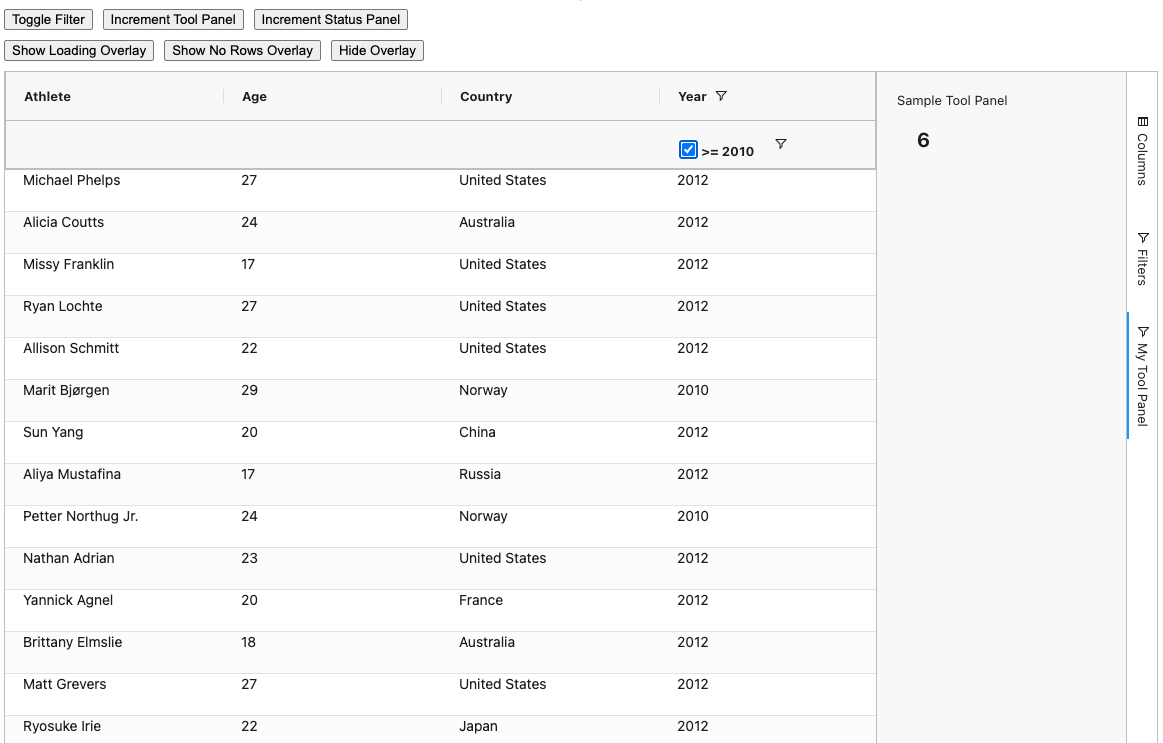 Toggle Filter Increment Tool Panel Increment Status Panel
Show Loading Overlay Show No Rows Overlay Hide Overlay
Athlete Age Country Year
>= 2010
Michael Phelps 27 United States 2012
Alicia Coutts 24 Australia 2012
Missy Franklin 17 United States 2012
Ryan Lochte 27 United States 2012
Allison Schmitt 22 United States 2012
Marit Bjørgen 29 Norway 2010
Sun Yang 20 China 2012
Aliya Mustafina 17 Russia 2012
Petter Northug Jr. 24 Norway 2010
Nathan Adrian 23 United States 2012
Yannick Agnel 20 France 2012
Brittany Elmslie 18 Australia 2012
Matt Grevers 27 United States 2012
Ryosuke Irie 22 Japan 2012
Sample Tool Panel
6
Columns
Filters
My Tool Panel